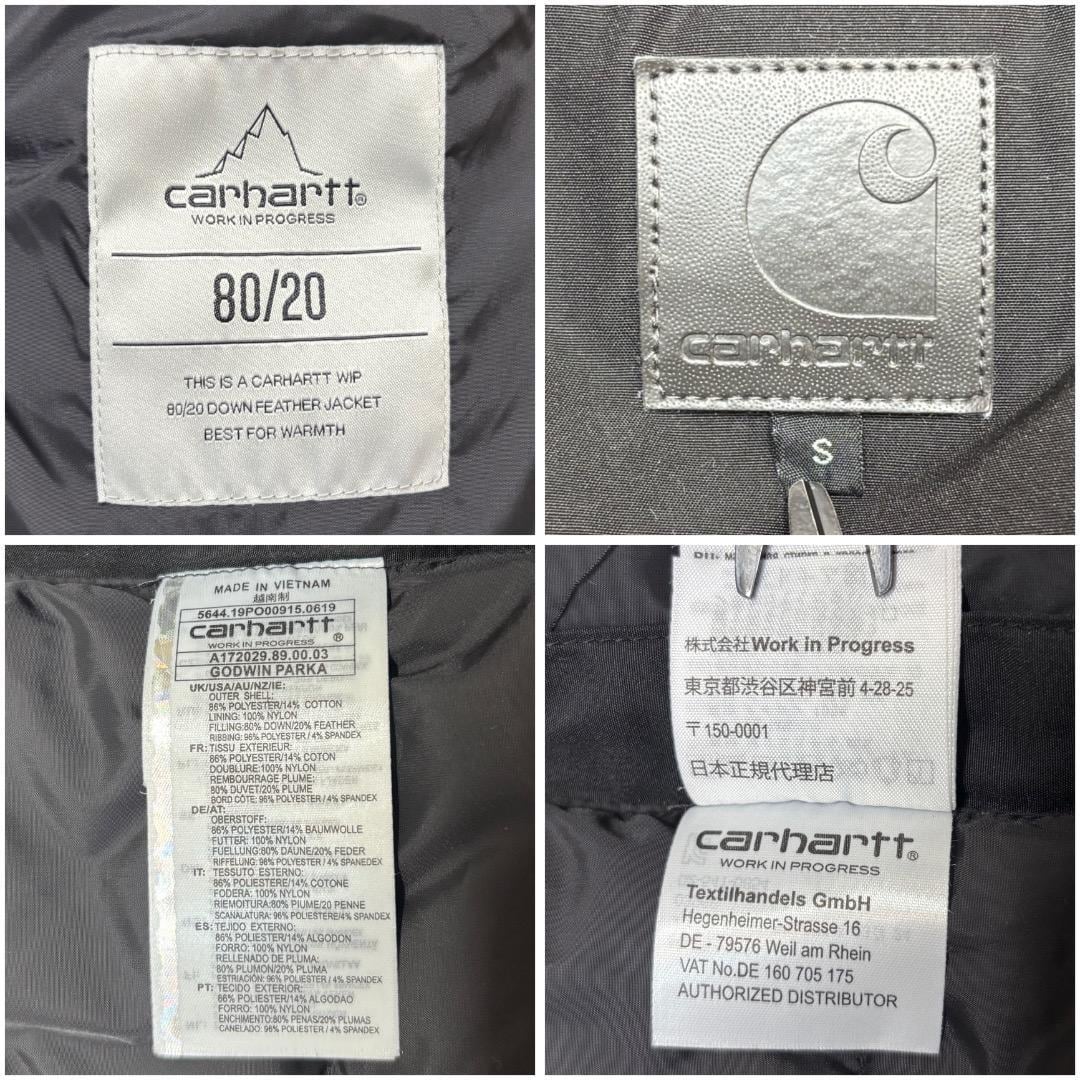 carhartt®
WORK IN PROGRESS
80/20
THIS IS A CARHARTT WIP
80/20 DOWN FEATHER JACKET
BEST FOR WARMTH
carhartt
S
MADE IN VIETNAM
越南制
5644.19PO00915.0619
carhartt®
WORK IN PROGRESS
A172029.89.00.03
GODWIN PARKA
UK/USA/AU/NZ/IE:
OUTER SHELL:
86% POLYESTER/14% COTTON
LINING: 100% NYLON
FILLING:80% DOWN/20% FEATHER
RIBBING: 96% POLYESTER / 4% SPANDEX
FR: TISSU EXTERIEUR:
86% POLYESTER/14% COTON
DOUBLURE:100% NYLON
REMBOURRAGE PLUME:
80% DUVET/20% PLUME
BORD CÔTE: 96% POLYESTER / 4% SPANDEX
DE/AT:
OBERSTOFF:
86% POLYESTER/14% BAUMWOLLE
FUTTER: 100% NYLON
FUELLUNG:80% DAUNE/20% FEDER
RIFFELUNG: 96% POLYESTER / 4% SPANDEX
IT: TESSUTO ESTERNO:
86% POLIESTERE/14% COTONE
FODERA: 100% NYLON
RIEMOITURA:80% PIUME/20 PENNE
SCANALATURA: 96% POLIESTERE/4% SPANDEX
ES: TEJIDO EXTERNO:
86% POLIESTER/14% ALGODON
FORRO: 100% NYLON
RELLENADO DE PLUMA:
80% PLUMON/20% PLUMA
ESTRIACIÓN: 96% POLIESTER / 4% SPANDEX
PT: TECIDO EXTERIOR:
86% POLIESTER/14% ALGODAO
FORRO: 100% NYLON
ENCHIMENTO:80% PENAS/20% PLUMAS
CANELADO: 96% POLIESTER / 4% SPANDEX
株式会社Work in Progress
東京都渋谷区神宮前 4-28-25
〒150-0001
日本正規代理店
carhartt®
WORK IN PROGRESS
Textilhandels GmbH
Hegenheimer-Strasse 16
DE - 79576 Weil am Rhein
VAT No.DE 160 705 175
AUTHORIZED DISTRIBUTOR